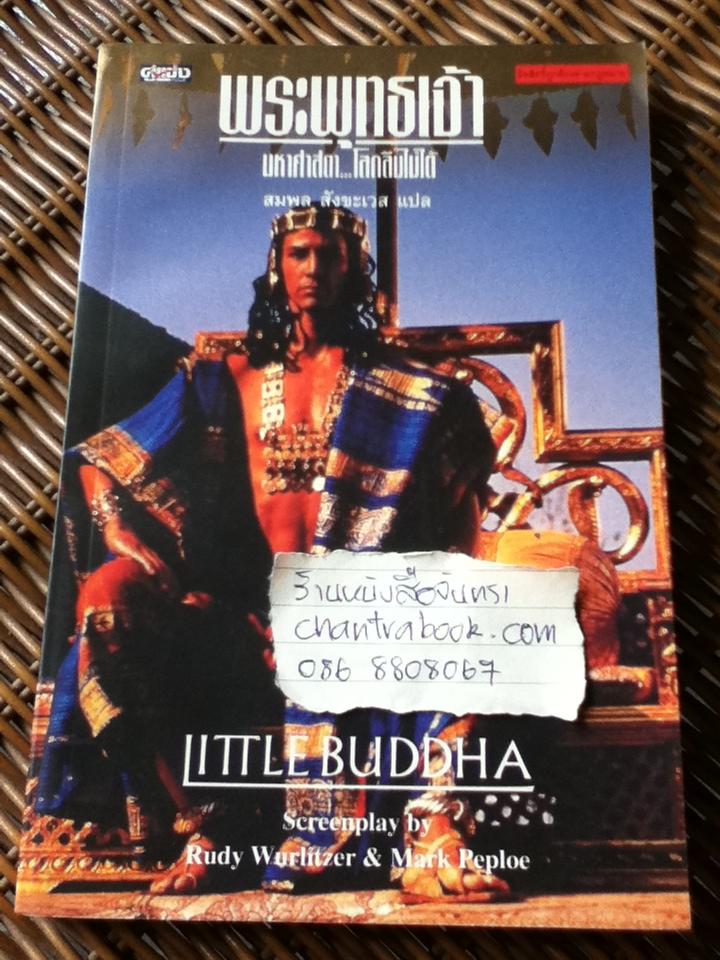 พระพุทธเจ้า
มหาศาสดา...โลกลืมไม่ได้
สมพล สังขะเวส แปล
ร้านหนังสือจันทรา
chantrabook.com
086 8808067
LITTLE BUDDHA
Screenplay by
Rudy Wurlitzer & Mark Peploe